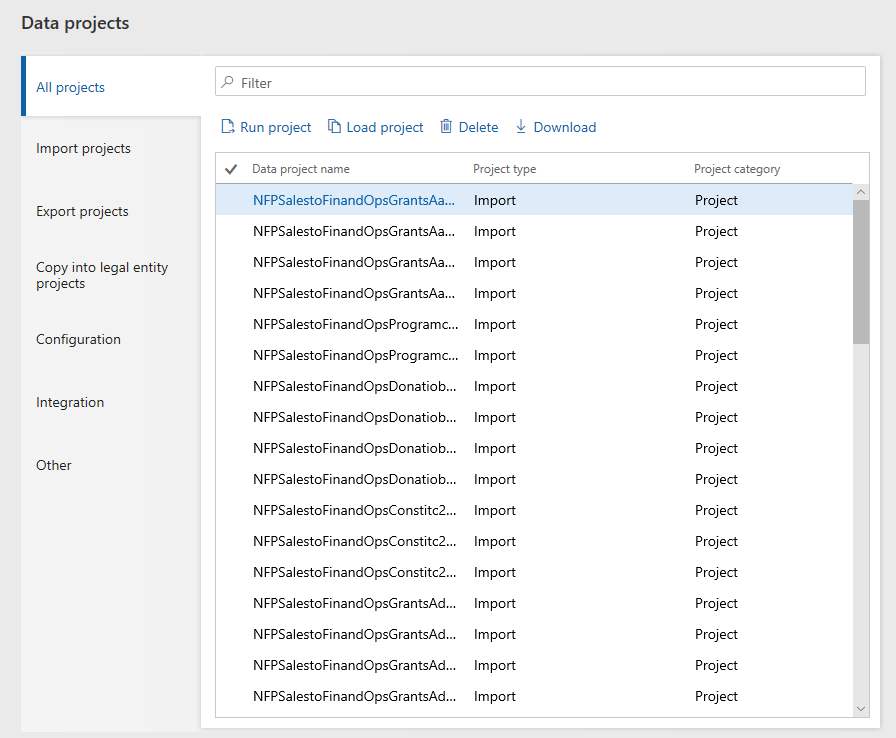 Data projects
All projects
Import projects
Export projects
Copy into legal entity
projects
Configuration
Integration
Other
Filter
Run project Load project Delete Download
Data project name Project type Project category
NFPSalestoFinandOpsGrantsAa... Import Project
NFPSalestoFinandOpsGrantsAa... Import Project
NFPSalestoFinandOpsGrantsAa... Import Project
NFPSalestoFinandOpsGrantsAa... Import Project
NFPSalestoFinandOpsProgramc... Import Project
NFPSalestoFinandOpsProgramc... Import Project
NFPSalestoFinandOpsDonatiob... Import Project
NFPSalestoFinandOpsDonatiob... Import Project
NFPSalestoFinandOpsDonatiob... Import Project
NFPSalestoFinandOpsDonatiob... Import Project
NFPSalestoFinandOpsConstitc2... Import Project
NFPSalestoFinandOpsConstitc2... Import Project
NFPSalestoFinandOpsConstitc2... Import Project
NFPSalestoFinandOpsGrantsAd... Import Project
NFPSalestoFinandOpsGrantsAd... Import Project
NFPSalestoFinandOpsGrantsAd... Import Project
NFPSalestoFinandOpsGrantsAd... Import Project